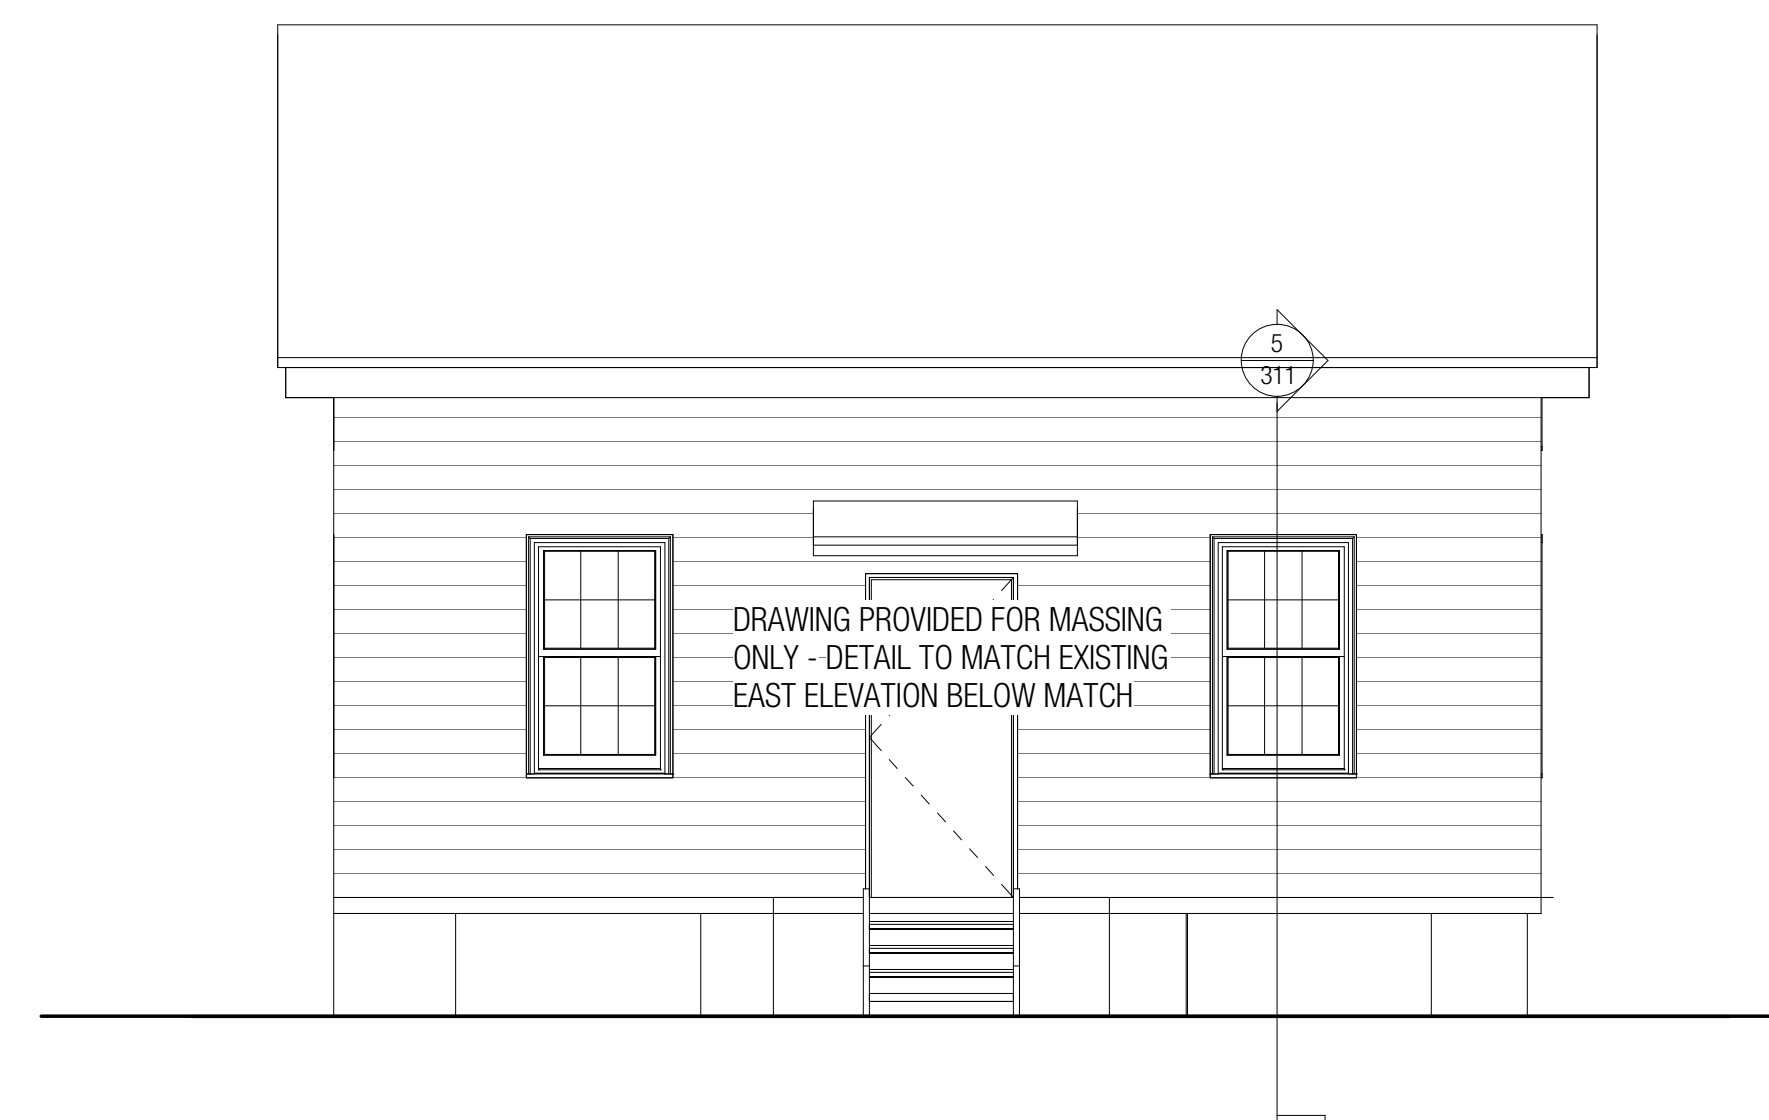 5
311
DRAWING PROVIDED FOR MASSING
ONLY - DETAIL TO MATCH EXISTING
EAST ELEVATION BELOW MATCH